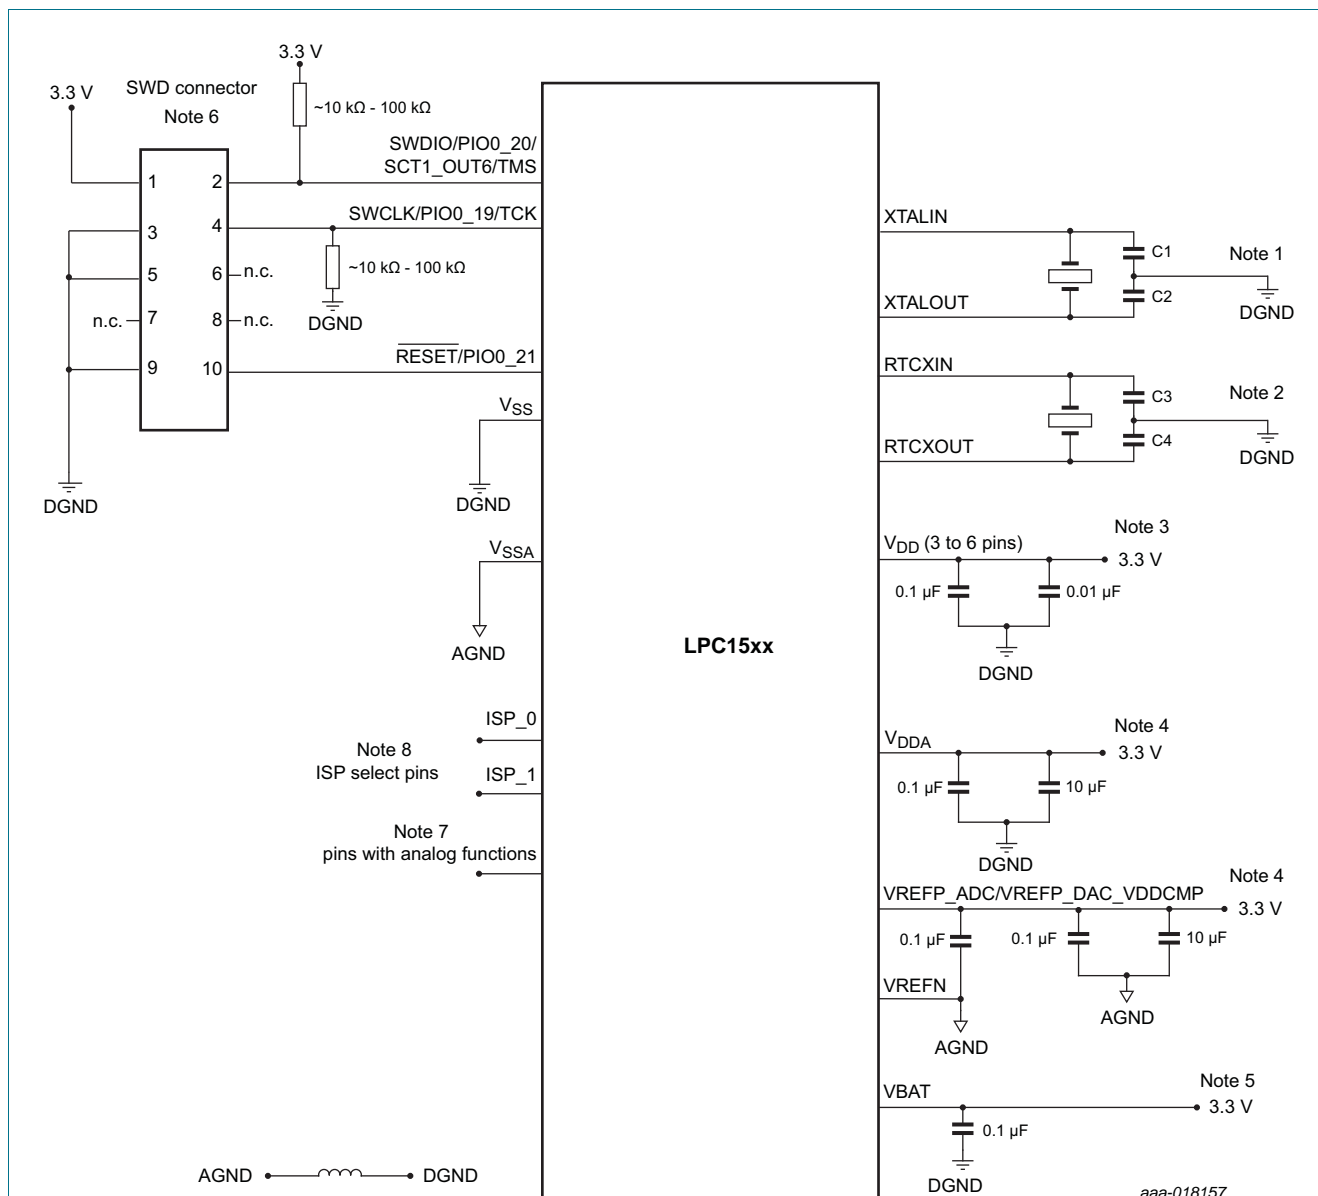 3.3 V
3.3 V
SWD connector
Note 6
~10 kΩ - 100 kΩ
SWDIO/PIO0_20/
SCT1_OUT6/TMS
1
2
SWCLK/PIO0_19/TCK
3
4
~10 kΩ - 100 kΩ
5
6
n.c.
DGND
n.c.
7
8
n.c.
RESET/PIO0_21
9
10
DGND
VSS
DGND
VSSA
AGND
ISP_0
Note 8
ISP select pins
ISP_1
Note 7
pins with analog functions
AGND
DGND
LPC15xx
XTALIN
C1
Note 1
C2
DGND
XTALOUT
RTCXIN
C3
Note 2
C4
DGND
RTCXOUT
Note 3
VDD (3 to 6 pins)
3.3 V
0.1 µF
0.01 µF
DGND
Note 4
VDDA
3.3 V
0.1 µF
10 µF
DGND
Note 4
VREFP_ADC/VREFP_DAC_VDDCMP
3.3 V
0.1 µF
0.1 µF
10 µF
VREFN
AGND
AGND
Note 5
VBAT
3.3 V
0.1 µF
DGND
aaa-018157